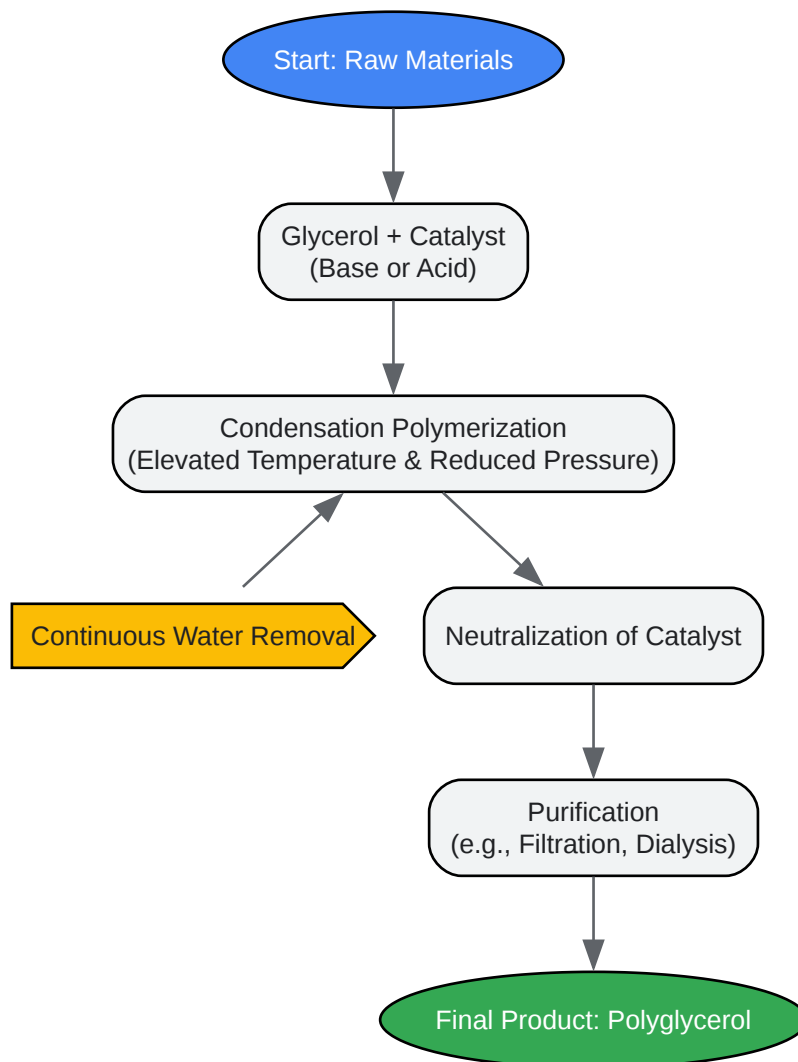 Start: Raw Materials
Glycerol + Catalyst
(Base or Acid)
Condensation Polymerization
(Elevated Temperature & Reduced Pressure)
Continuous Water Removal
Neutralization of Catalyst
Purification
(e.g., Filtration, Dialysis)
Final Product: Polyglycerol